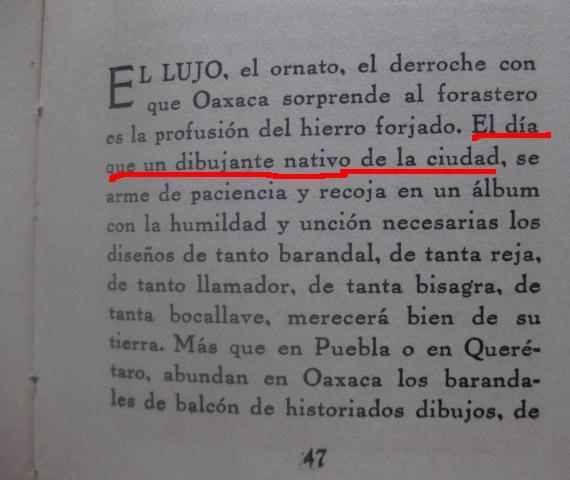 EL LUJO, el ornato, el derroche con
que Oaxaca sorprende al forastero
es la profusión del hierro forjado. El día
que un dibujante nativo de la ciudad, se
arme de paciencia y recoja en un álbum
con la humildad y unción necesarias los
diseños de tanto barandal, de tanta reja,
de tanto llamador, de tanta bisagra, de
tanta bocallave, merecerá bien de su
tierra. Más que en Puebla o en Queré-
taro, abundan en Oaxaca los baranda-
les de balcón de historiados dibujos, de
47